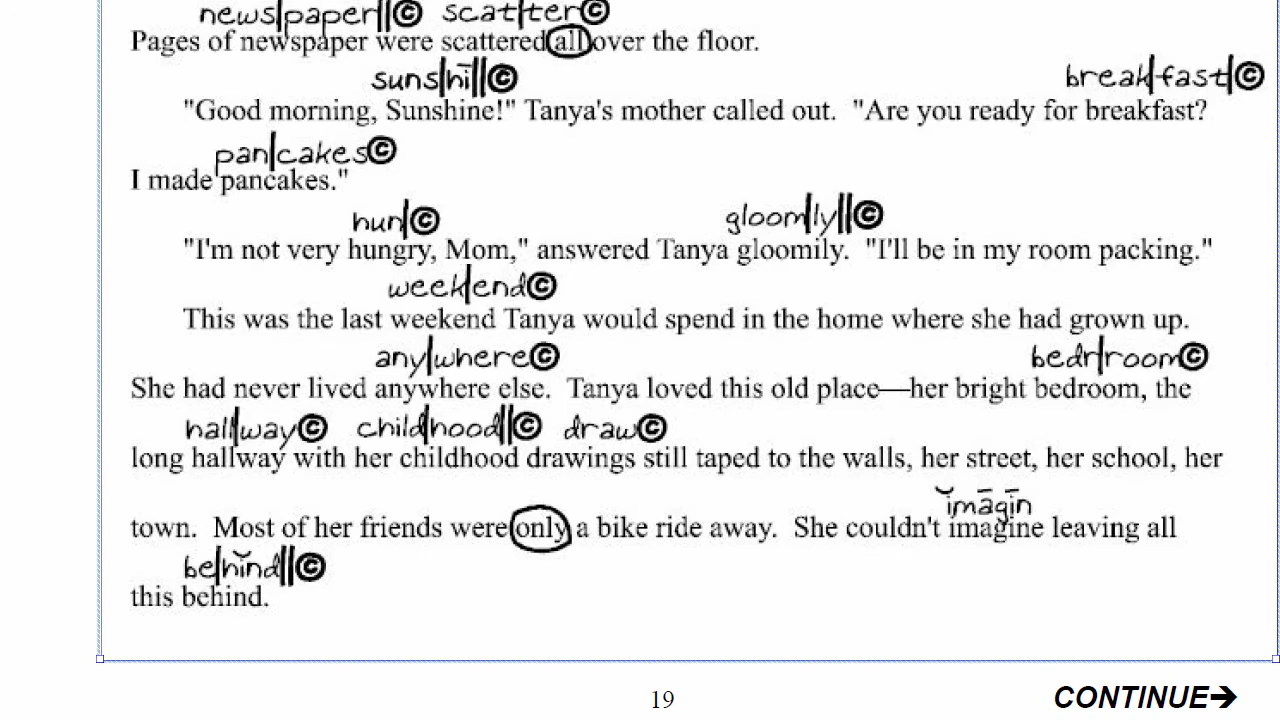 news|paper||© scat|ter©
Pages of newspaper were scattered all over the floor.
suns|hī||© break|fast|©
"Good morning, Sunshine!" Tanya's mother called out. "Are you ready for breakfast?
pan|cakes©
I made pancakes."
hun|© gloom|ly||©
"I'm not very hungry, Mom," answered Tanya gloomily. "I'll be in my room packing."
week|end©
This was the last weekend Tanya would spend in the home where she had grown up.
any|where© bedr|room©
She had never lived anywhere else. Tanya loved this old place—her bright bedroom, the
hall|way© child|hood||© draw©
long hallway with her childhood drawings still taped to the walls, her street, her school, her
ĭmāgīn
town. Most of her friends were only a bike ride away. She couldn't imagine leaving all
be|hĭnd||©
this behind.
19 CONTINUE➔